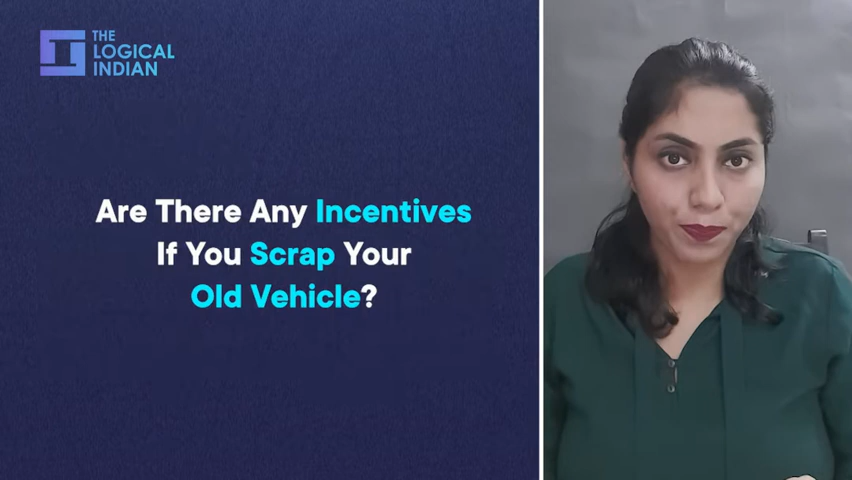 THE
LOGICAL
INDIAN
Are There Any Incentives
If You Scrap Your
Old Vehicle?